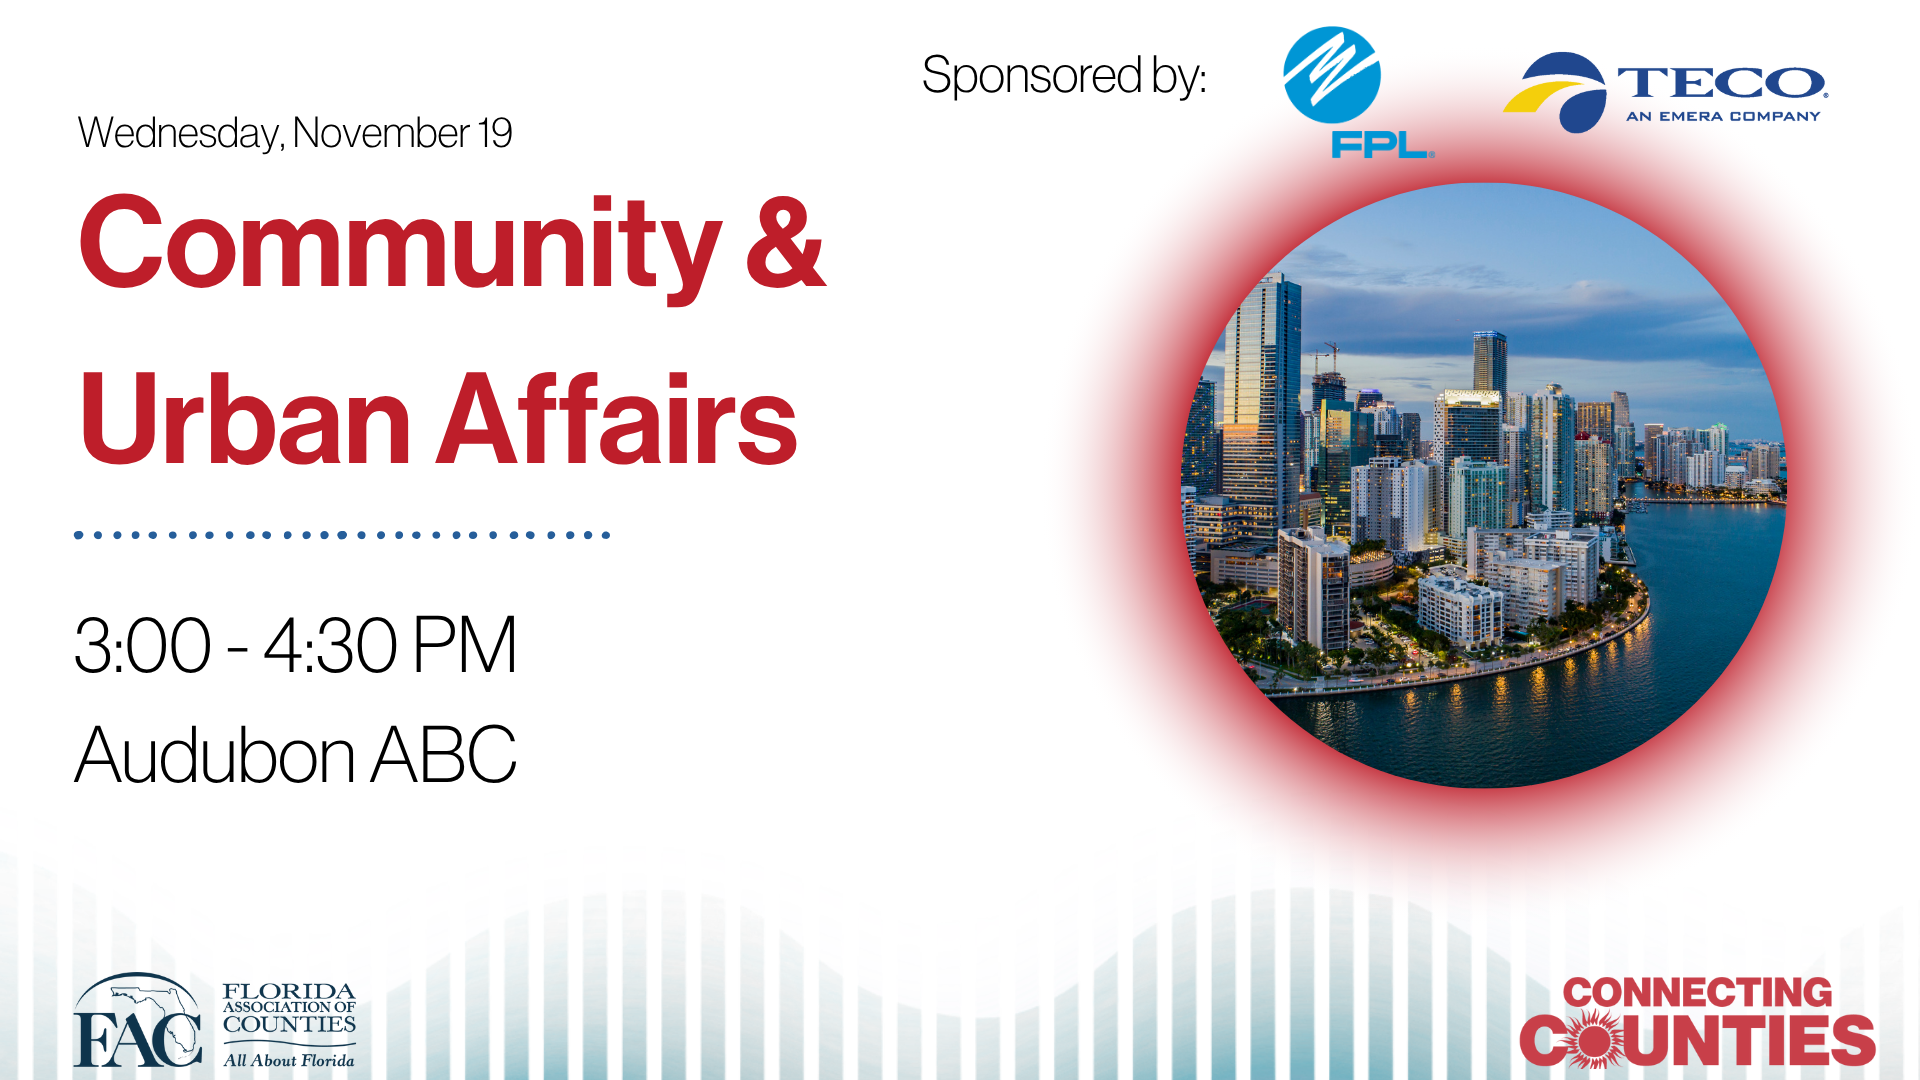 Sponsored by:
FPL®
TECO®
AN EMERA COMPANY
Wednesday, November 19
Community &
Urban Affairs
3:00 - 4:30 PM
Audubon ABC
FAC
FLORIDA
ASSOCIATION OF
COUNTIES
All About Florida
CONNECTING
COUNTIES